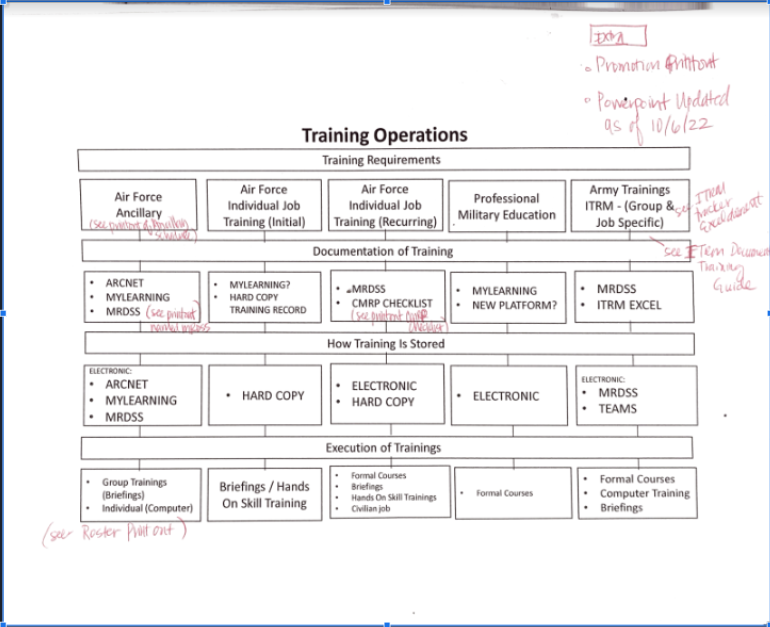 Extra
• Promotion Printout
• Powerpoint Updated
as of 10/6/22
Training Operations
Training Requirements
Air Force
Ancillary
(see printout of Ancillary
schedule)
Air Force
Individual Job
Training (Initial)
Air Force
Individual Job
Training (Recurring)
Professional
Military Education
Army Trainings
ITRM - (Group &
Job Specific)
see ITRM
tracker
Excel document
see ITRM Document
Training
Guide
Documentation of Training
• ARCNET
• MYLEARNING
• MRDSS (see printout
named
• MYLEARNING?
• HARD COPY
TRAINING RECORD
• MRDSS
• CMRP CHECKLIST
(see printout CMRP
checklist)
• MYLEARNING
• NEW PLATFORM?
• MRDSS
• ITRM EXCEL
How Training Is Stored
ELECTRONIC:
• ARCNET
• MYLEARNING
• MRDSS
• HARD COPY
• ELECTRONIC
• HARD COPY
• ELECTRONIC
ELECTRONIC:
• MRDSS
• TEAMS
Execution of Trainings
• Group Trainings
(Briefings)
• Individual (Computer)
Briefings / Hands
On Skill Training
• Formal Courses
• Briefings
• Hands On Skill Trainings
• Civilian job
• Formal Courses
• Formal Courses
• Computer Training
• Briefings
(see Roster Print out)